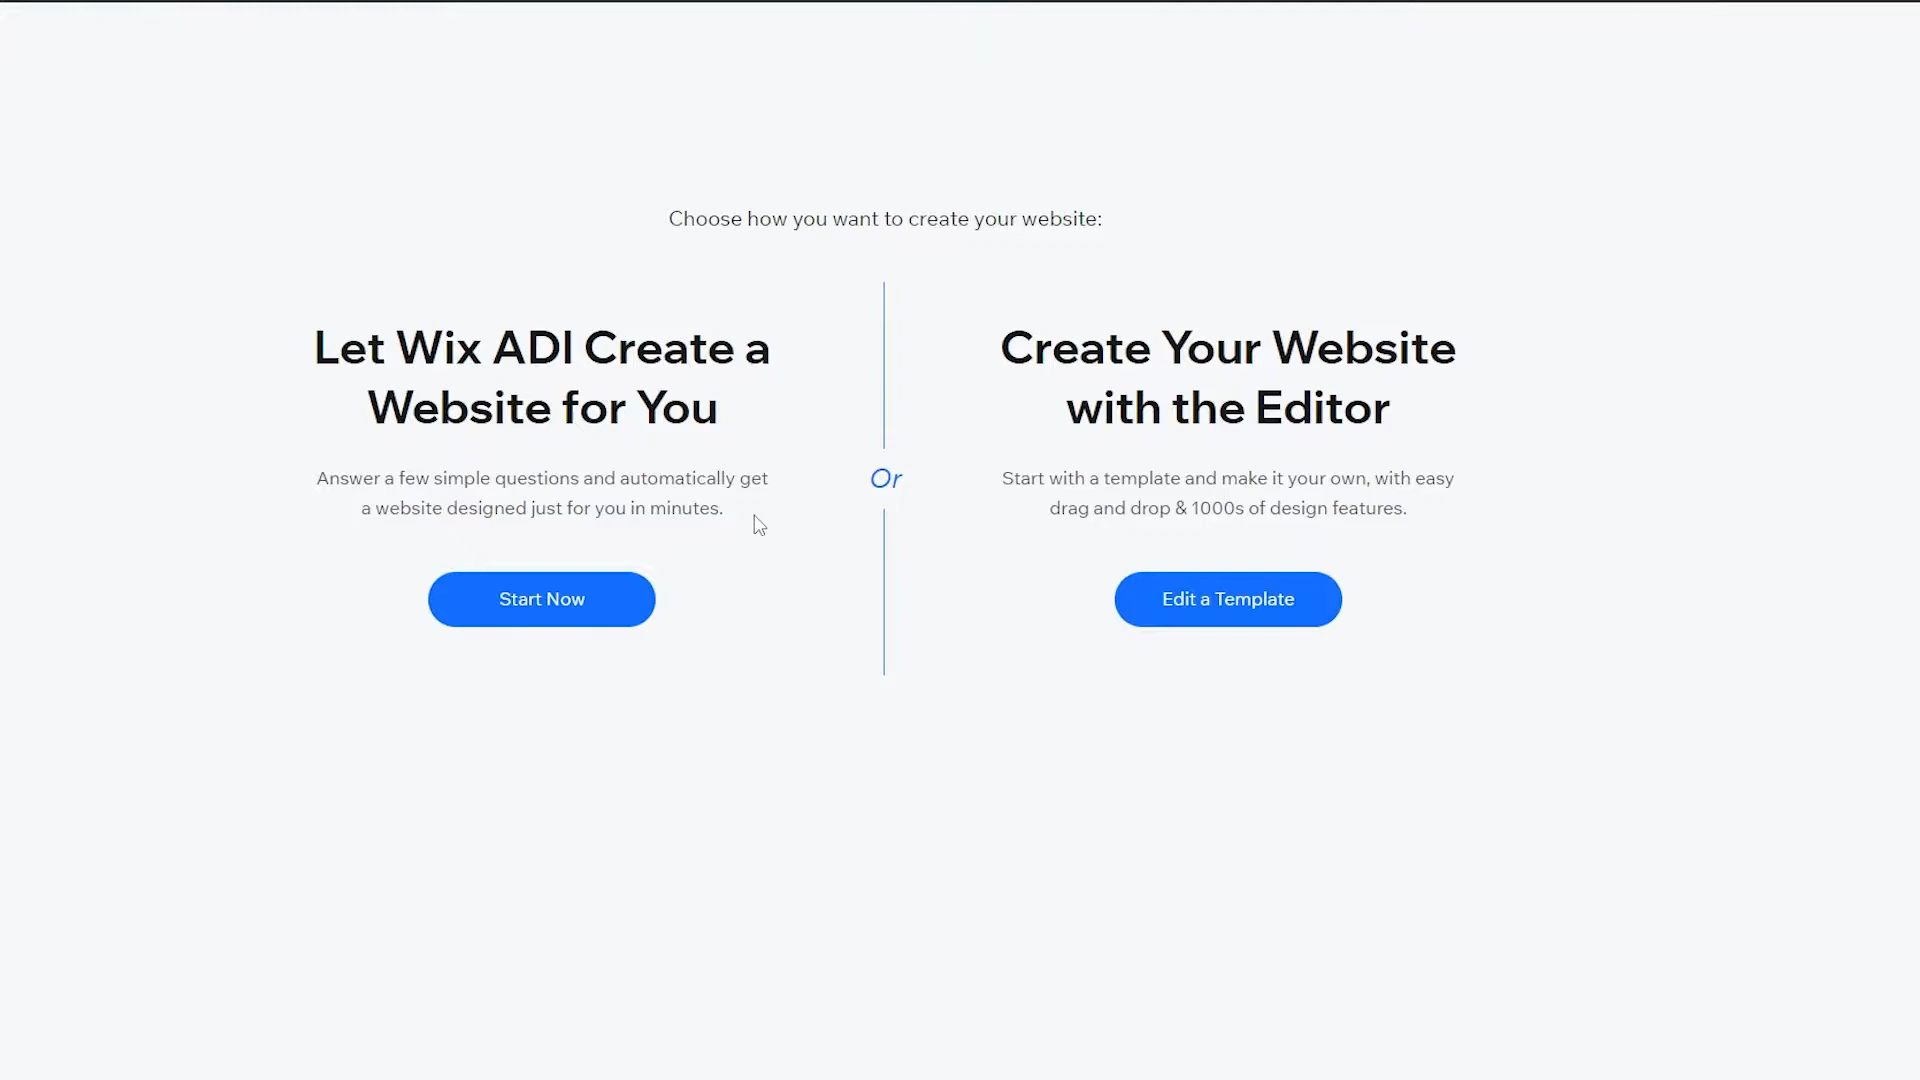 Choose how you want to create your website:
Let Wix ADI Create a
Website for You
Answer a few simple questions and automatically get
a website designed just for you in minutes.
Start Now
Or
Create Your Website
with the Editor
Start with a template and make it your own, with easy
drag and drop & 1000s of design features.
Edit a Template